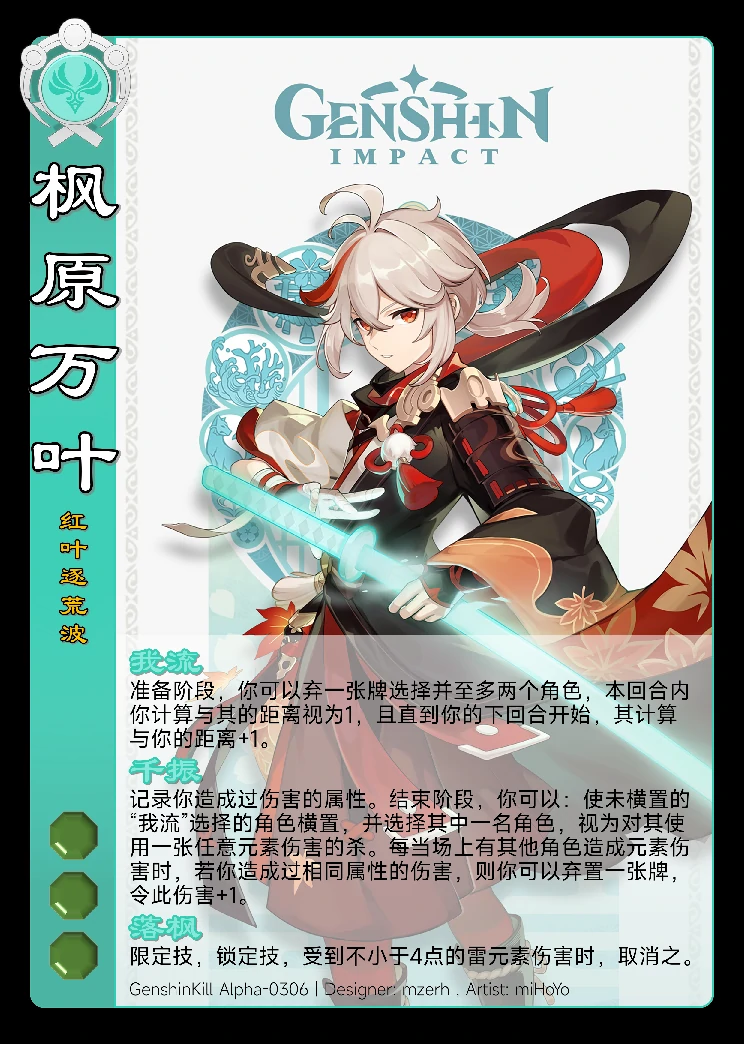 GENSHIN
IMPACT
枫原万叶
红叶逐荒波
我流
准备阶段，你可以弃一张牌选择并至多两个角色，本回合内
你计算与其的距离视为1，且直到你的下回合开始，其计算
与你的距离+1。
千振
记录你造成过伤害的属性。结束阶段，你可以：使未横置的
“我流”选择的角色横置，并选择其中一名角色，视为对其使
用一张任意元素伤害的杀。每当场上有其他角色造成元素伤
害时，若你造成过相同属性的伤害，则你可以弃置一张牌，
令此伤害+1。
落枫
限定技，锁定技，受到不小于4点的雷元素伤害时，取消之。
GenshinKill Alpha-0306 | Designer: mzerh . Artist: miHoYo